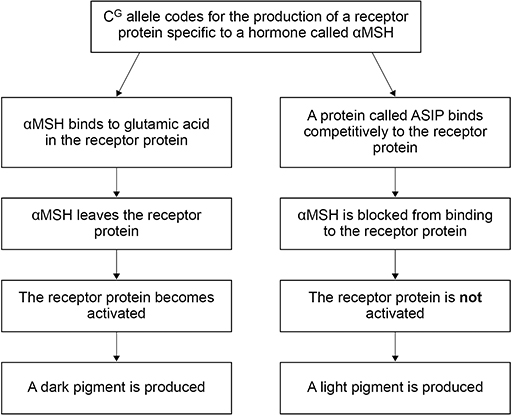 Cᴳ allele codes for the production of a receptor
protein specific to a hormone called αMSH
αMSH binds to glutamic acid
in the receptor protein
A protein called ASIP binds
competitively to the receptor
protein
αMSH leaves the receptor
protein
αMSH is blocked from binding
to the receptor protein
The receptor protein becomes
activated
The receptor protein is not
activated
A dark pigment is produced
A light pigment is produced